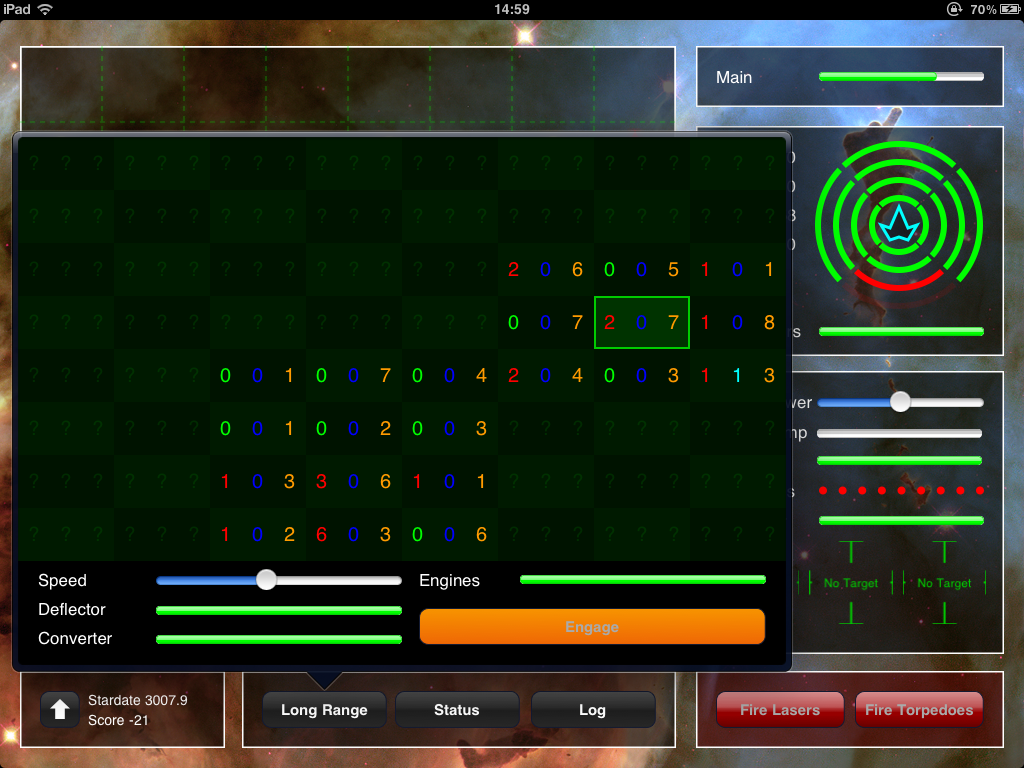 iPad 14:59 70%
Main
? ? ? ? ? ? ? ? ? ? ? ? ? ? ? ? ? ? ? ? ? ? ? ?
? ? ? ? ? ? ? ? ? ? ? ? ? ? ? ? ? ? ? ? ? ? ? ?
? ? ? ? ? ? ? ? ? ? ? ? ? ? ? 2 0 6 0 0 5 1 0 1
? ? ? ? ? ? ? ? ? ? ? ? ? ? ? 0 0 7 2 0 7 1 0 8
? ? ? ? ? ? 0 0 1 0 0 7 0 0 4 2 0 4 0 0 3 1 1 3
? ? ? ? ? ? 0 0 1 0 0 2 0 0 3 ? ? ? ? ? ? ? ? ?
? ? ? ? ? ? 1 0 3 3 0 6 1 0 1 ? ? ? ? ? ? ? ? ?
? ? ? ? ? ? 1 0 2 6 0 3 0 0 6 ? ? ? ? ? ? ? ? ?
Speed
Deflector
Converter
Engines
Engage
No Target No Target
Stardate 3007.9
Score -21
Long Range Status Log
Fire Lasers Fire Torpedoes